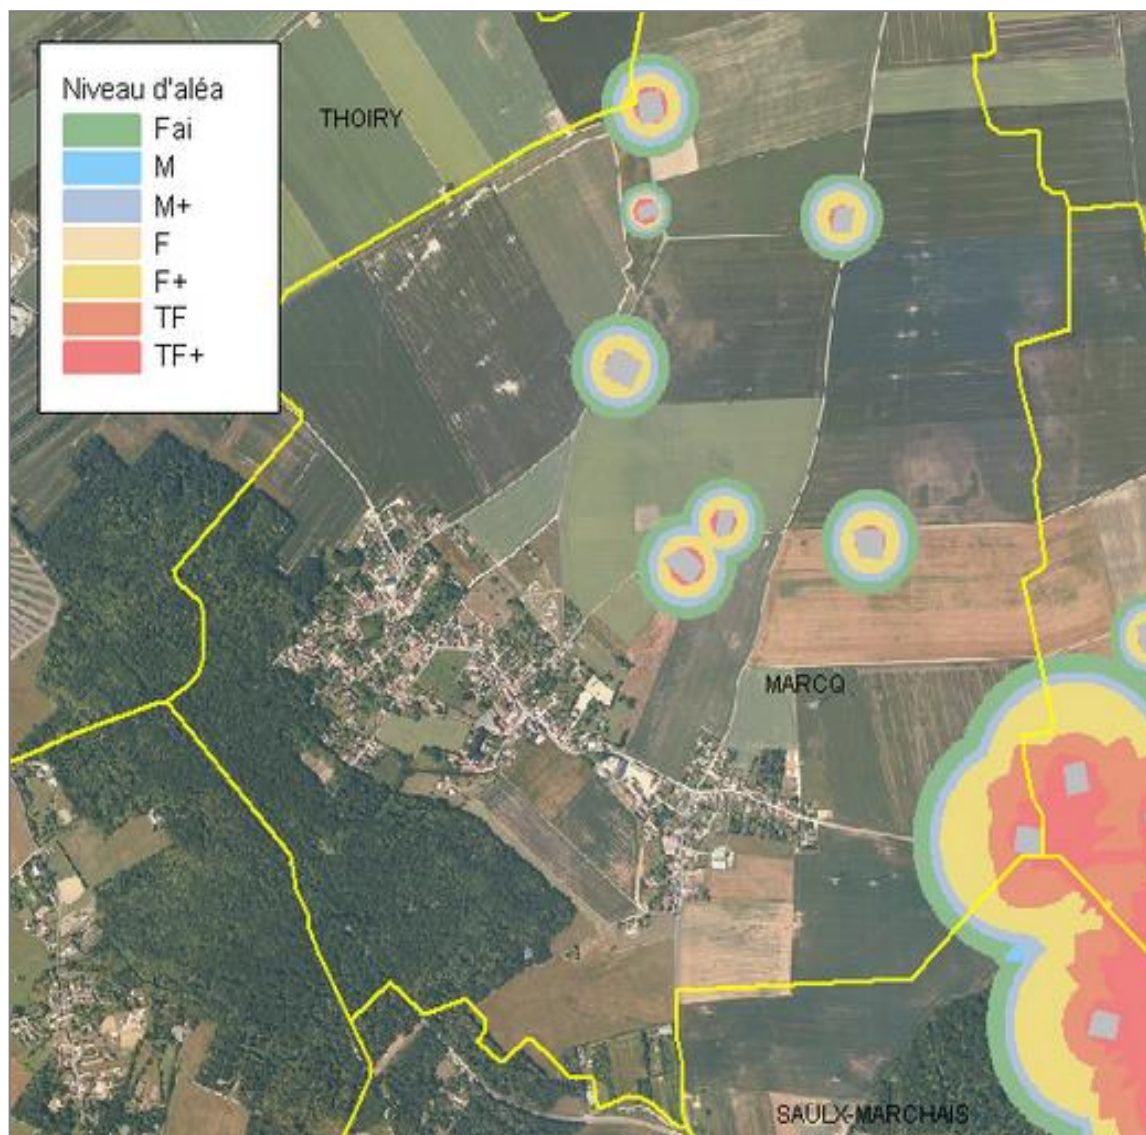 Niveau d'aléa
Fai
M
M+
F
F+
TF
TF+
THOIRY
MARCQ
SAULX-MARCHAIS